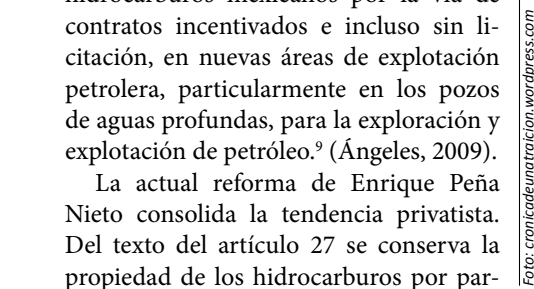 hidrocarburos mexicanos por la vía de
contratos incentivados e incluso sin li-
citación, en nuevas áreas de explotación
petrolera, particularmente en los pozos
de aguas profundas, para la exploración y
explotación de petróleo.⁹ (Ángeles, 2009).
La actual reforma de Enrique Peña
Nieto consolida la tendencia privatista.
Del texto del artículo 27 se conserva la
propiedad de los hidrocarburos por par-
Foto: cronicadeunatraicion.wordpress.com